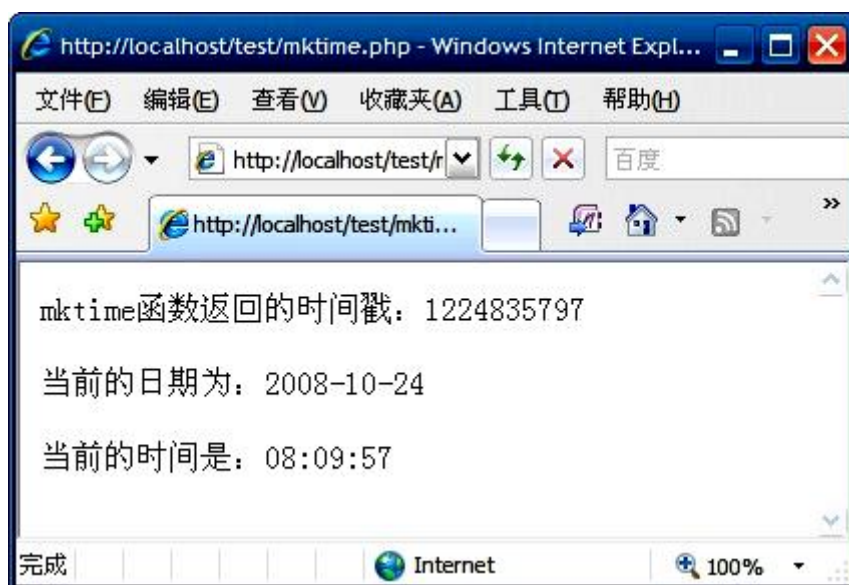 http://localhost/test/mktime.php - Windows Internet Expl...
文件(F) 编辑(E) 查看(V) 收藏夹(A) 工具(T) 帮助(H)
http://localhost/test/r 百度
http://localhost/test/mkti...
mktime函数返回的时间戳：1224835797
当前的日期为：2008-10-24
当前的时间是：08:09:57
完成 Internet 100%